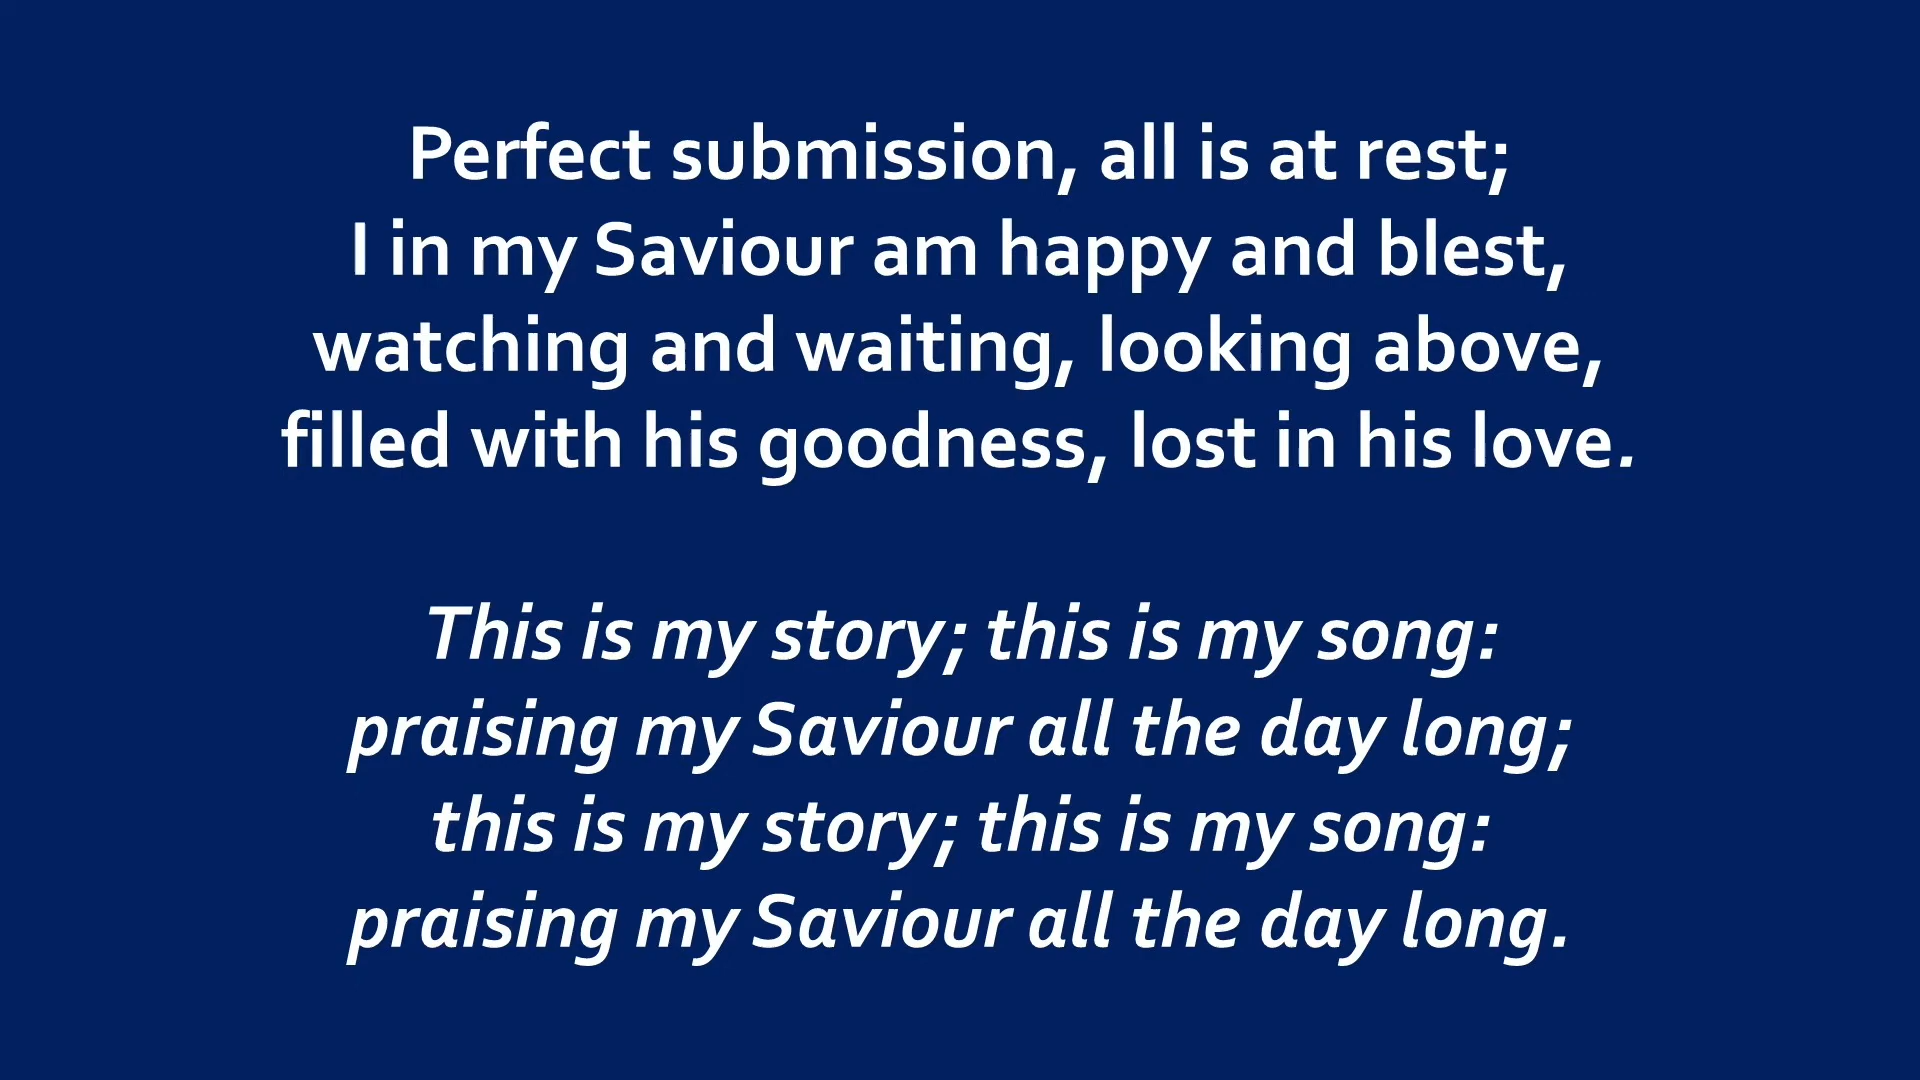 Perfect submission, all is at rest;
I in my Saviour am happy and blest,
watching and waiting, looking above,
filled with his goodness, lost in his love.
This is my story; this is my song:
praising my Saviour all the day long;
this is my story; this is my song:
praising my Saviour all the day long.